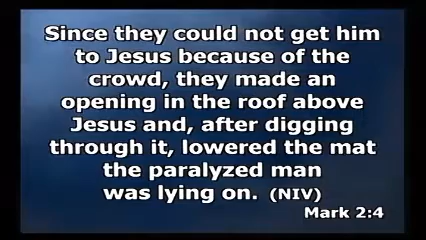 Since they could not get him
to Jesus because of the
crowd, they made an
opening in the roof above
Jesus and, after digging
through it, lowered the mat
the paralyzed man
was lying on. (NIV)
Mark 2:4